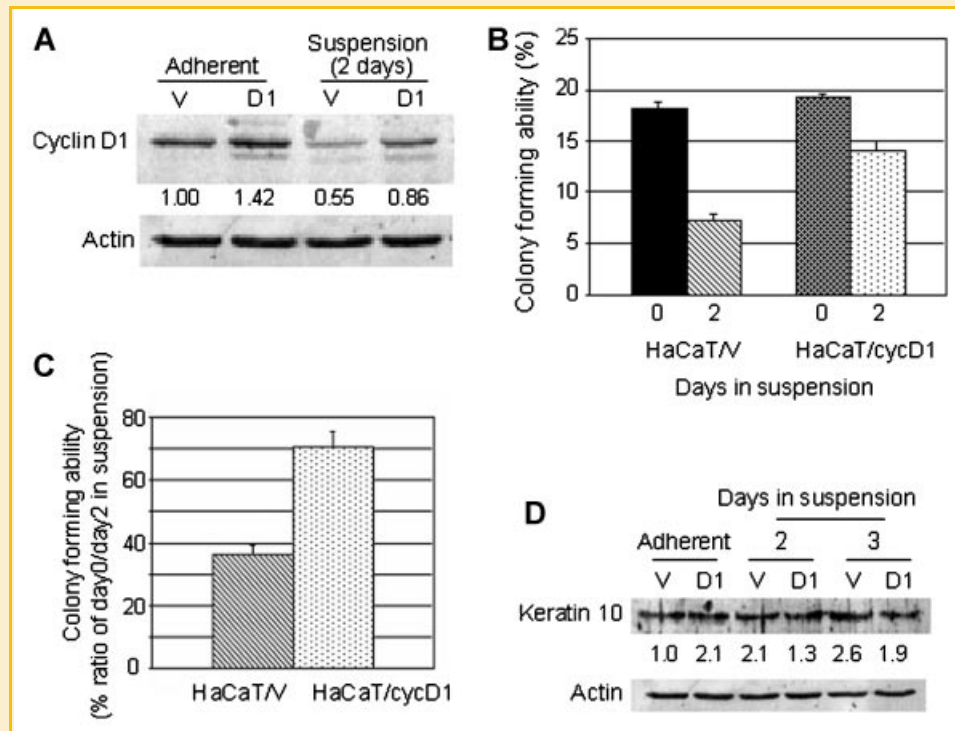 A
Adherent
Suspension
(2 days)
V D1 V D1
Cyclin D1
1.00 1.42 0.55 0.86
Actin
B
Colony forming ability (%)
25
20
15
10
5
0
0 2 0 2
HaCaT/V HaCaT/cycD1
Days in suspension
C
Colony forming ability
(% ratio of day0/day2 in suspension)
80
60
40
80
0
HaCaT/V HaCaT/cycD1
D
Days in suspension
Adherent 2 3
V D1 V D1 V D1
Keratin 10
1.0 2.1 2.1 1.3 2.6 1.9
Actin